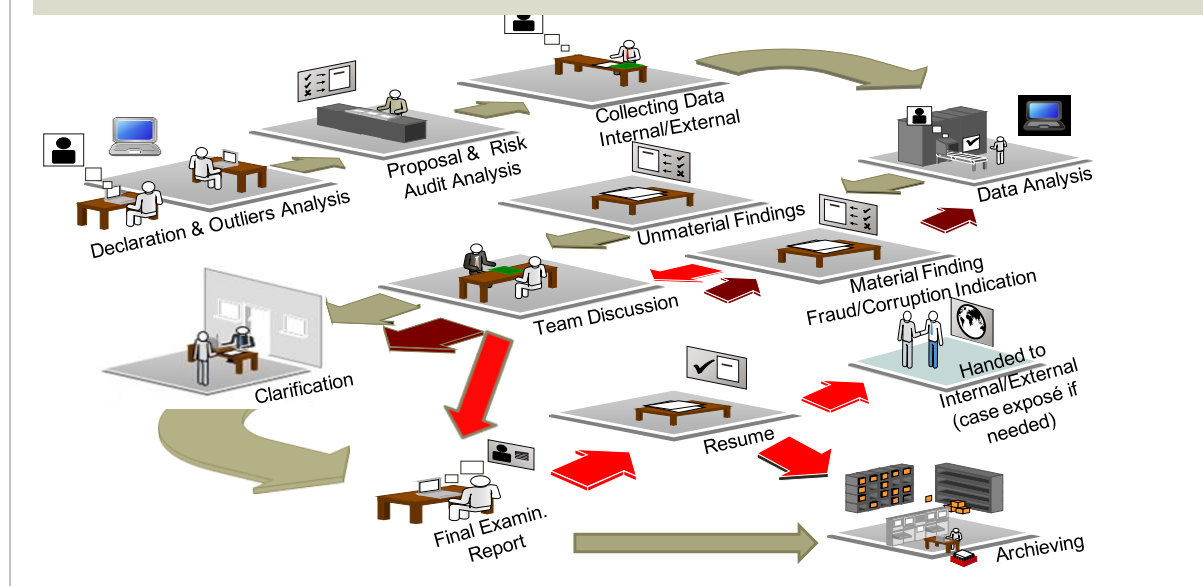 Collecting Data
Internal/External
Proposal & Risk
Audit Analysis
Data Analysis
Declaration & Outliers Analysis
Unmaterial Findings
Material Finding
Fraud/Corruption Indication
Team Discussion
Clarification
Handed to
Internal/External
(case exposé if
needed)
Resume
Final Examin.
Report
Archieving